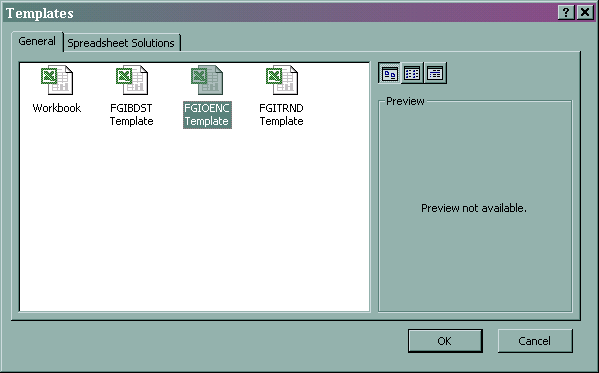 Templates
General
Spreadsheet Solutions
Workbook
FGIBDST
Template
FGIOENC
Template
FGITRND
Template
Preview
Preview not available.
OK
Cancel